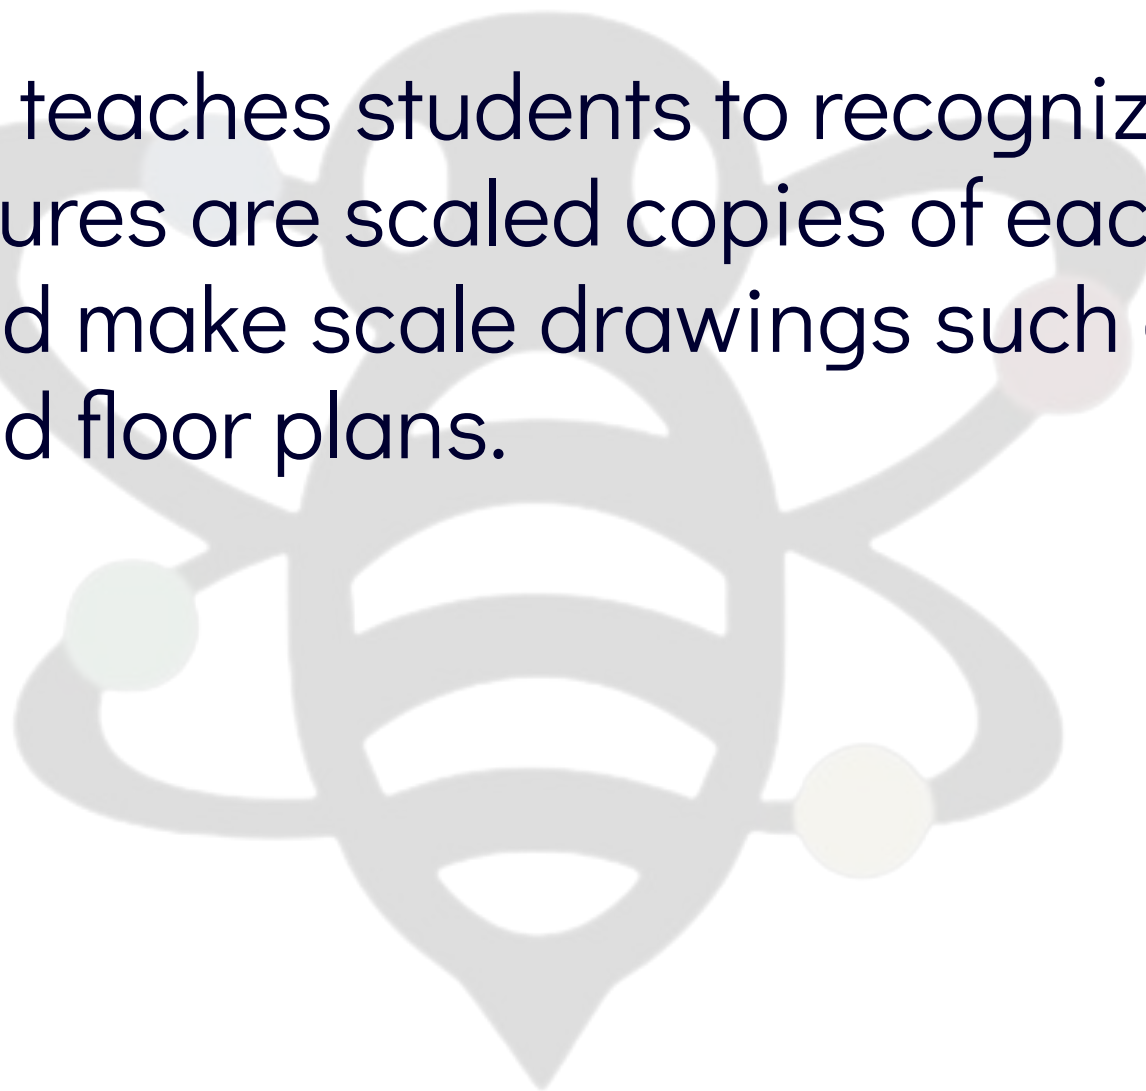 teaches students to recogniz
ures are scaled copies of eac
d make scale drawings such
d floor plans.